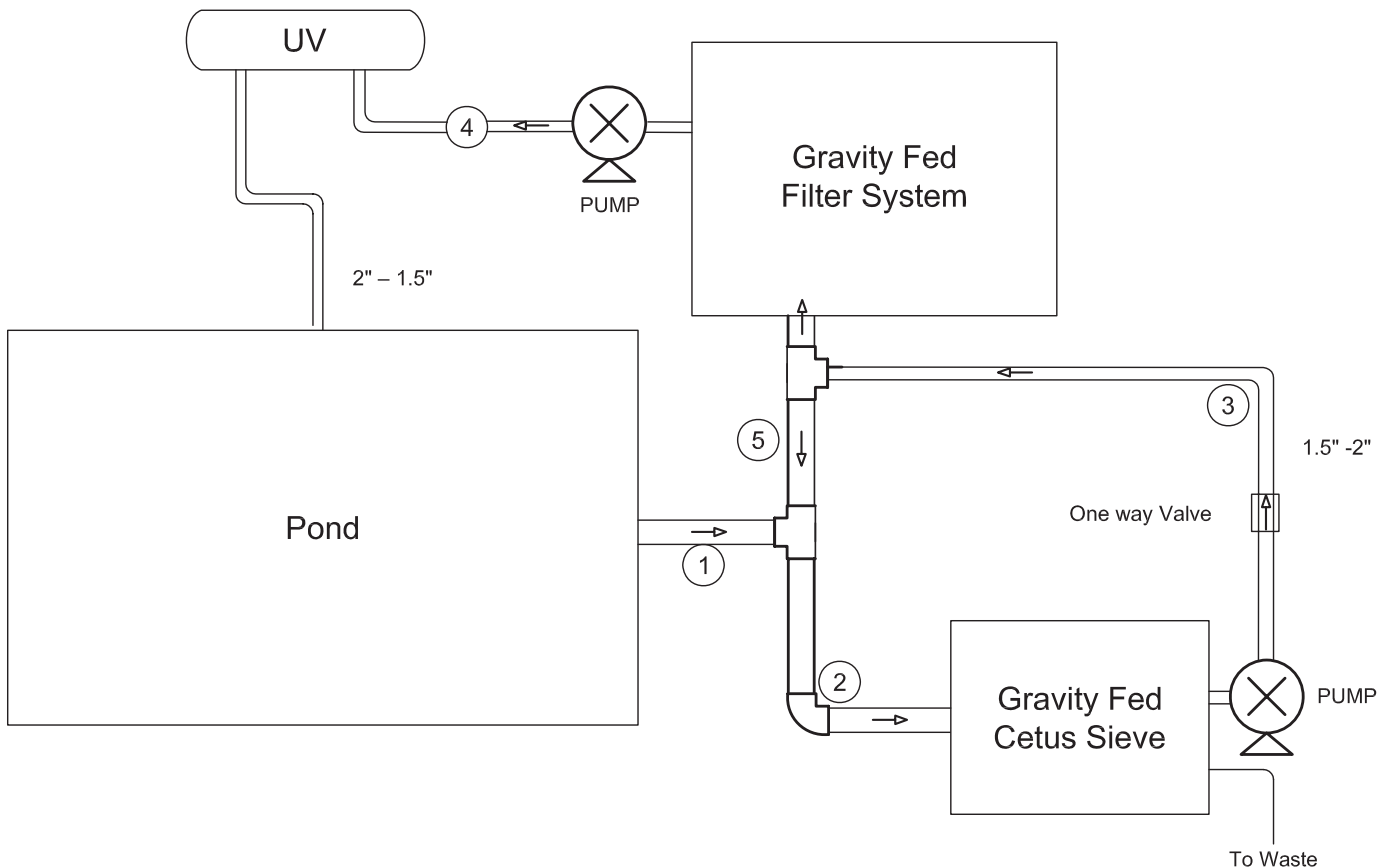 UV
4
PUMP
Gravity Fed
Filter System
2" – 1.5"
3
5
1.5" -2"
One way Valve
Pond
1
2
Gravity Fed
Cetus Sieve
PUMP
To Waste